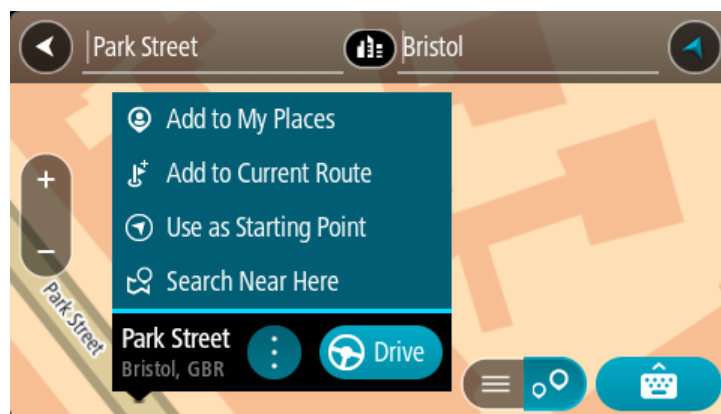 Park Street
Bristol
Add to My Places
Add to Current Route
Use as Starting Point
Search Near Here
Park Street
Park Street
Bristol, GBR
Drive